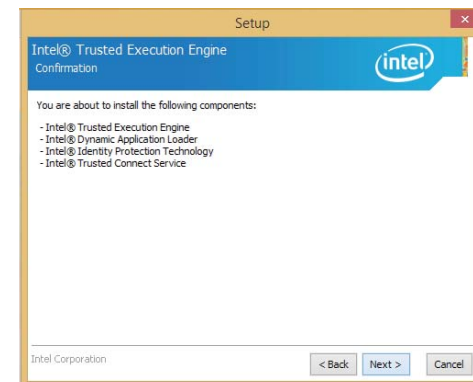 Setup
Intel® Trusted Execution Engine
Confirmation
intel
You are about to install the following components:
- Intel® Trusted Execution Engine
- Intel® Dynamic Application Loader
- Intel® Identity Protection Technology
- Intel® Trusted Connect Service
Intel Corporation
< Back Next > Cancel